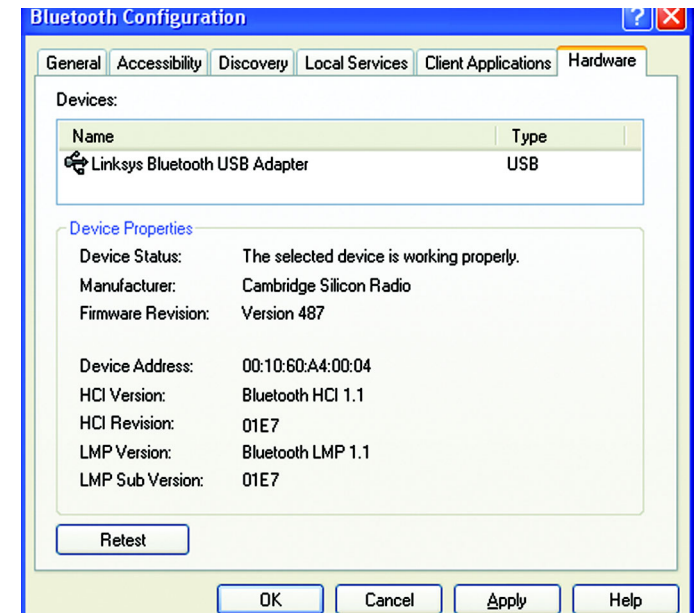 Bluetooth Configuration
General Accessibility Discovery Local Services Client Applications Hardware
Devices:
Name Type
Linksys Bluetooth USB Adapter USB
Device Properties
Device Status: The selected device is working properly.
Manufacturer: Cambridge Silicon Radio
Firmware Revision: Version 487
Device Address: 00:10:60:A4:00:04
HCI Version: Bluetooth HCI 1.1
HCI Revision: 01E7
LMP Version: Bluetooth LMP 1.1
LMP Sub Version: 01E7
Retest
OK Cancel Apply Help